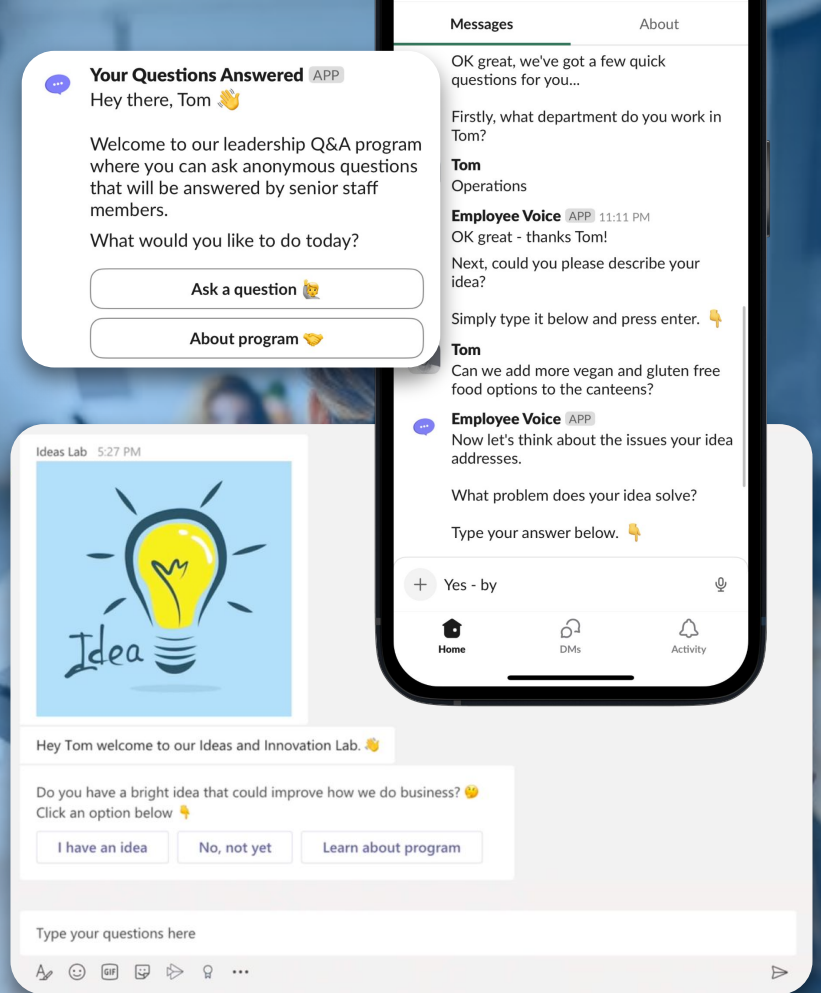 Your Questions Answered APP
Hey there, Tom 👋
Welcome to our leadership Q&A program
where you can ask anonymous questions
that will be answered by senior staff
members.
What would you like to do today?
Ask a question 🙋
About program 🤝
Messages
About
OK great, we've got a few quick
questions for you...
Firstly, what department do you work in
Tom?
Tom
Operations
Employee Voice APP 11:11 PM
OK great - thanks Tom!
Next, could you please describe your
idea?
Simply type it below and press enter. 👇
Tom
Can we add more vegan and gluten free
food options to the canteens?
Employee Voice APP
Now let's think about the issues your idea
addresses.
What problem does your idea solve?
Type your answer below. 👇
Yes - by
Home
DMs
Activity
Ideas Lab 5:27 PM
Idea
Hey Tom welcome to our Ideas and Innovation Lab. 👋
Do you have a bright idea that could improve how we do business? 🤔
Click an option below 👇
I have an idea
No, not yet
Learn about program
Type your questions here
GIF